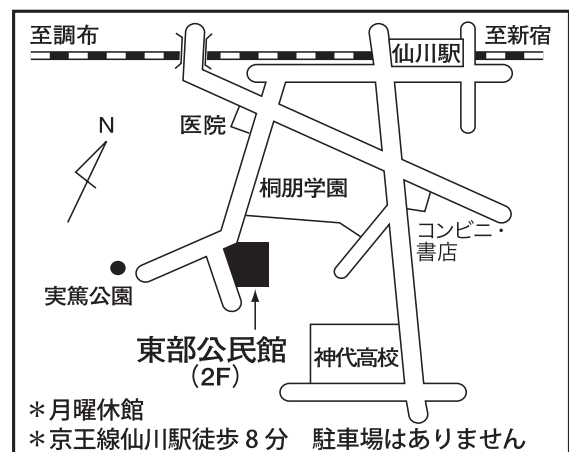 至調布
至新宿
仙川駅
医院
N
桐朋学園
コンビニ・
書店
実篤公園
東部公民館
(2F)
神代高校
＊月曜休館
＊京王線仙川駅徒歩8分　駐車場はありません